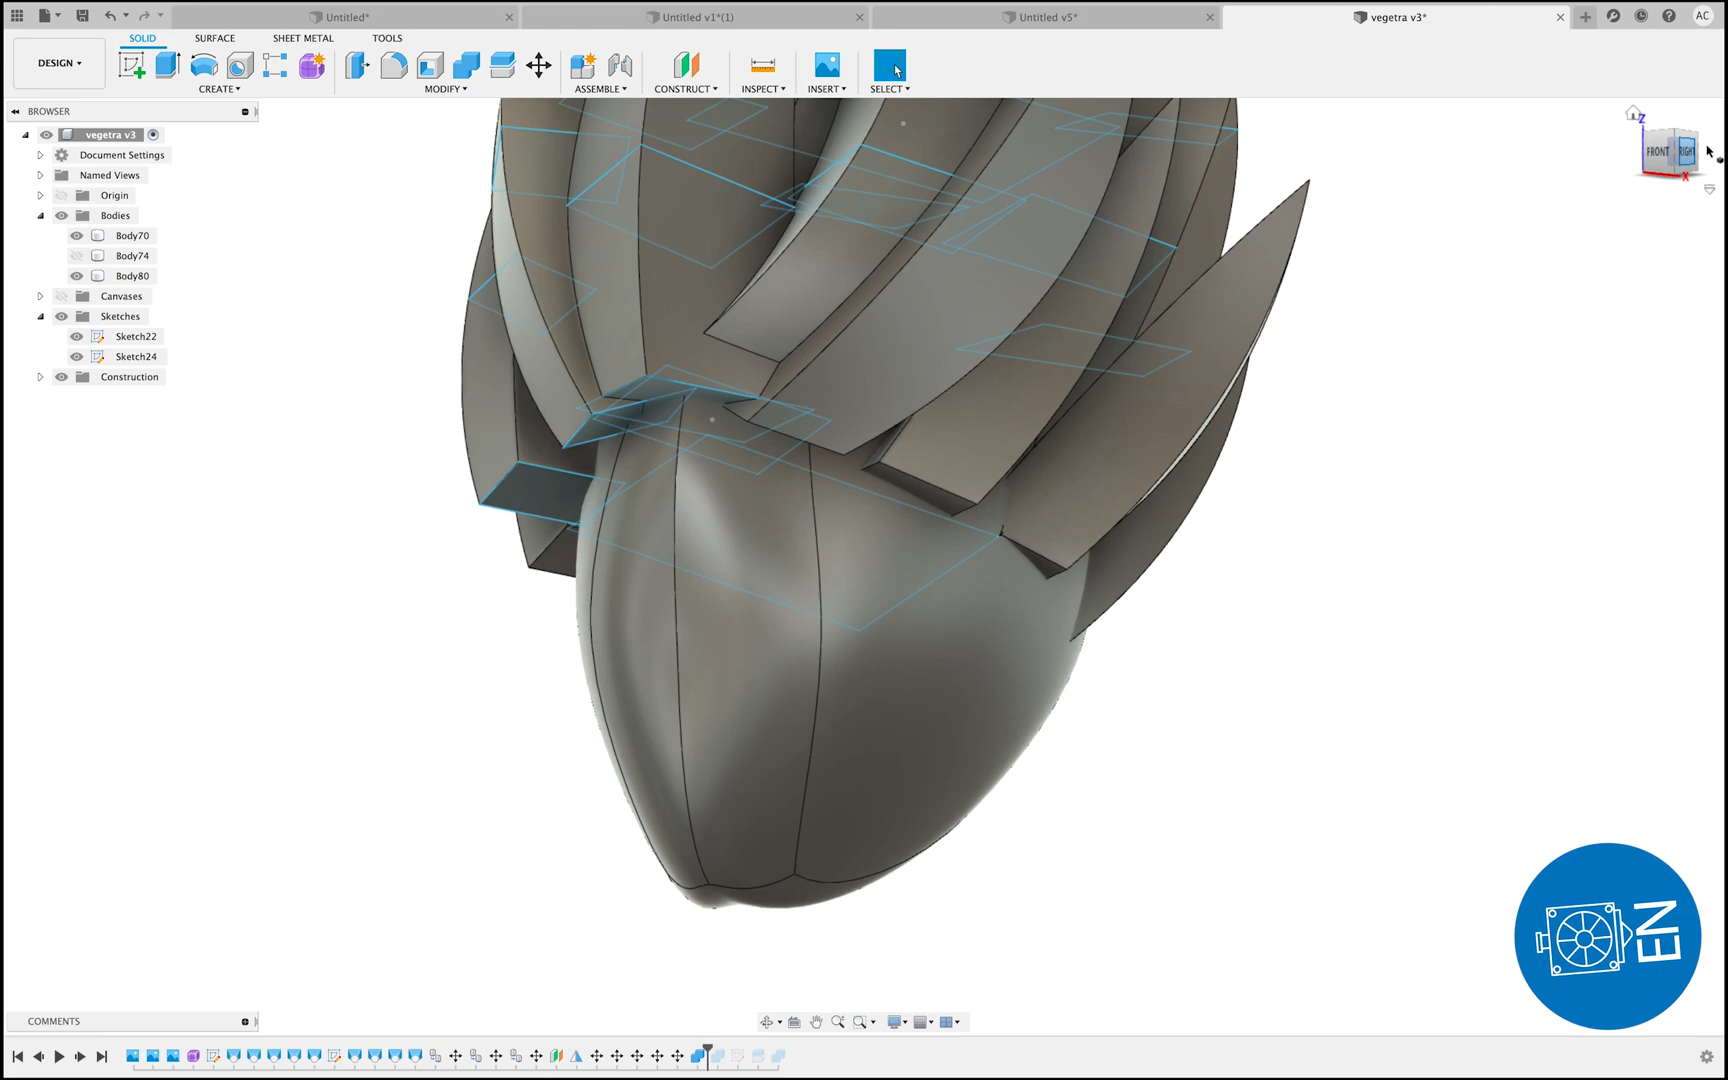 Untitled*
Untitled v1*(1)
Untitled v5*
vegetra v3*
AC
SOLID
SURFACE
SHEET METAL
TOOLS
DESIGN
CREATE
MODIFY
ASSEMBLE
CONSTRUCT
INSPECT
INSERT
SELECT
BROWSER
vegetra v3
Document Settings
Named Views
Origin
Bodies
Body70
Body74
Body80
Canvases
Sketches
Sketch22
Sketch24
Construction
Z
FRONT
RIGHT
X
EN
COMMENTS